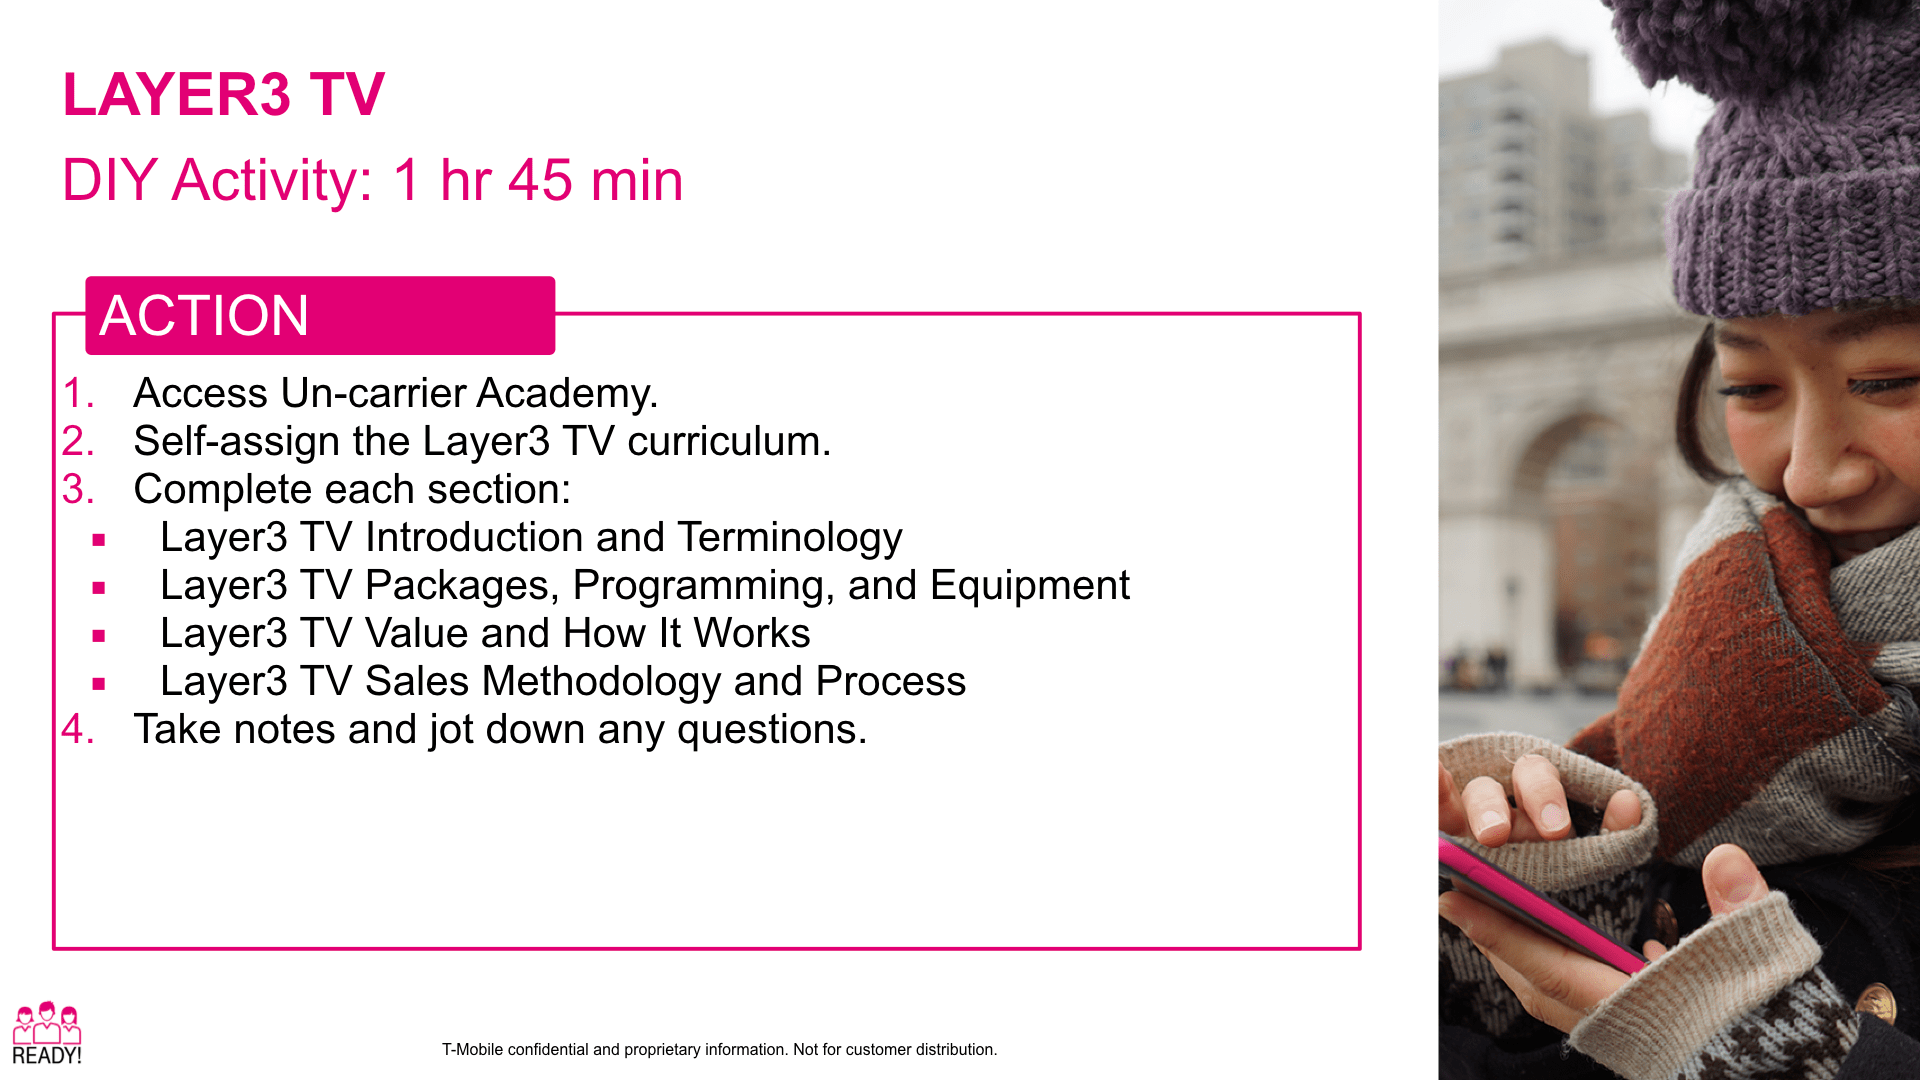 LAYER3 TV
DIY Activity: 1 hr 45 min
ACTION
1. Access Un-carrier Academy.
2. Self-assign the Layer3 TV curriculum.
3. Complete each section:
▪ Layer3 TV Introduction and Terminology
▪ Layer3 TV Packages, Programming, and Equipment
▪ Layer3 TV Value and How It Works
▪ Layer3 TV Sales Methodology and Process
4. Take notes and jot down any questions.
READY!
T-Mobile confidential and proprietary information. Not for customer distribution.